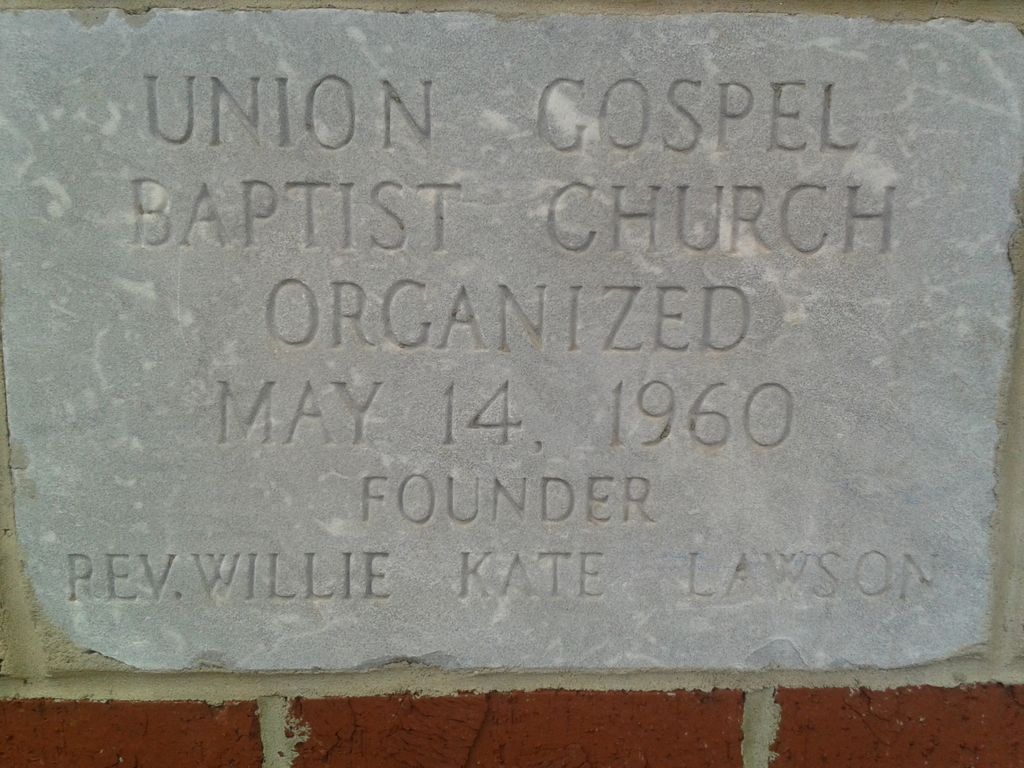 UNION GOSPEL
BAPTIST CHURCH
ORGANIZED
MAY 14, 1960
FOUNDER
REV. WILLIE KATE LAWSON